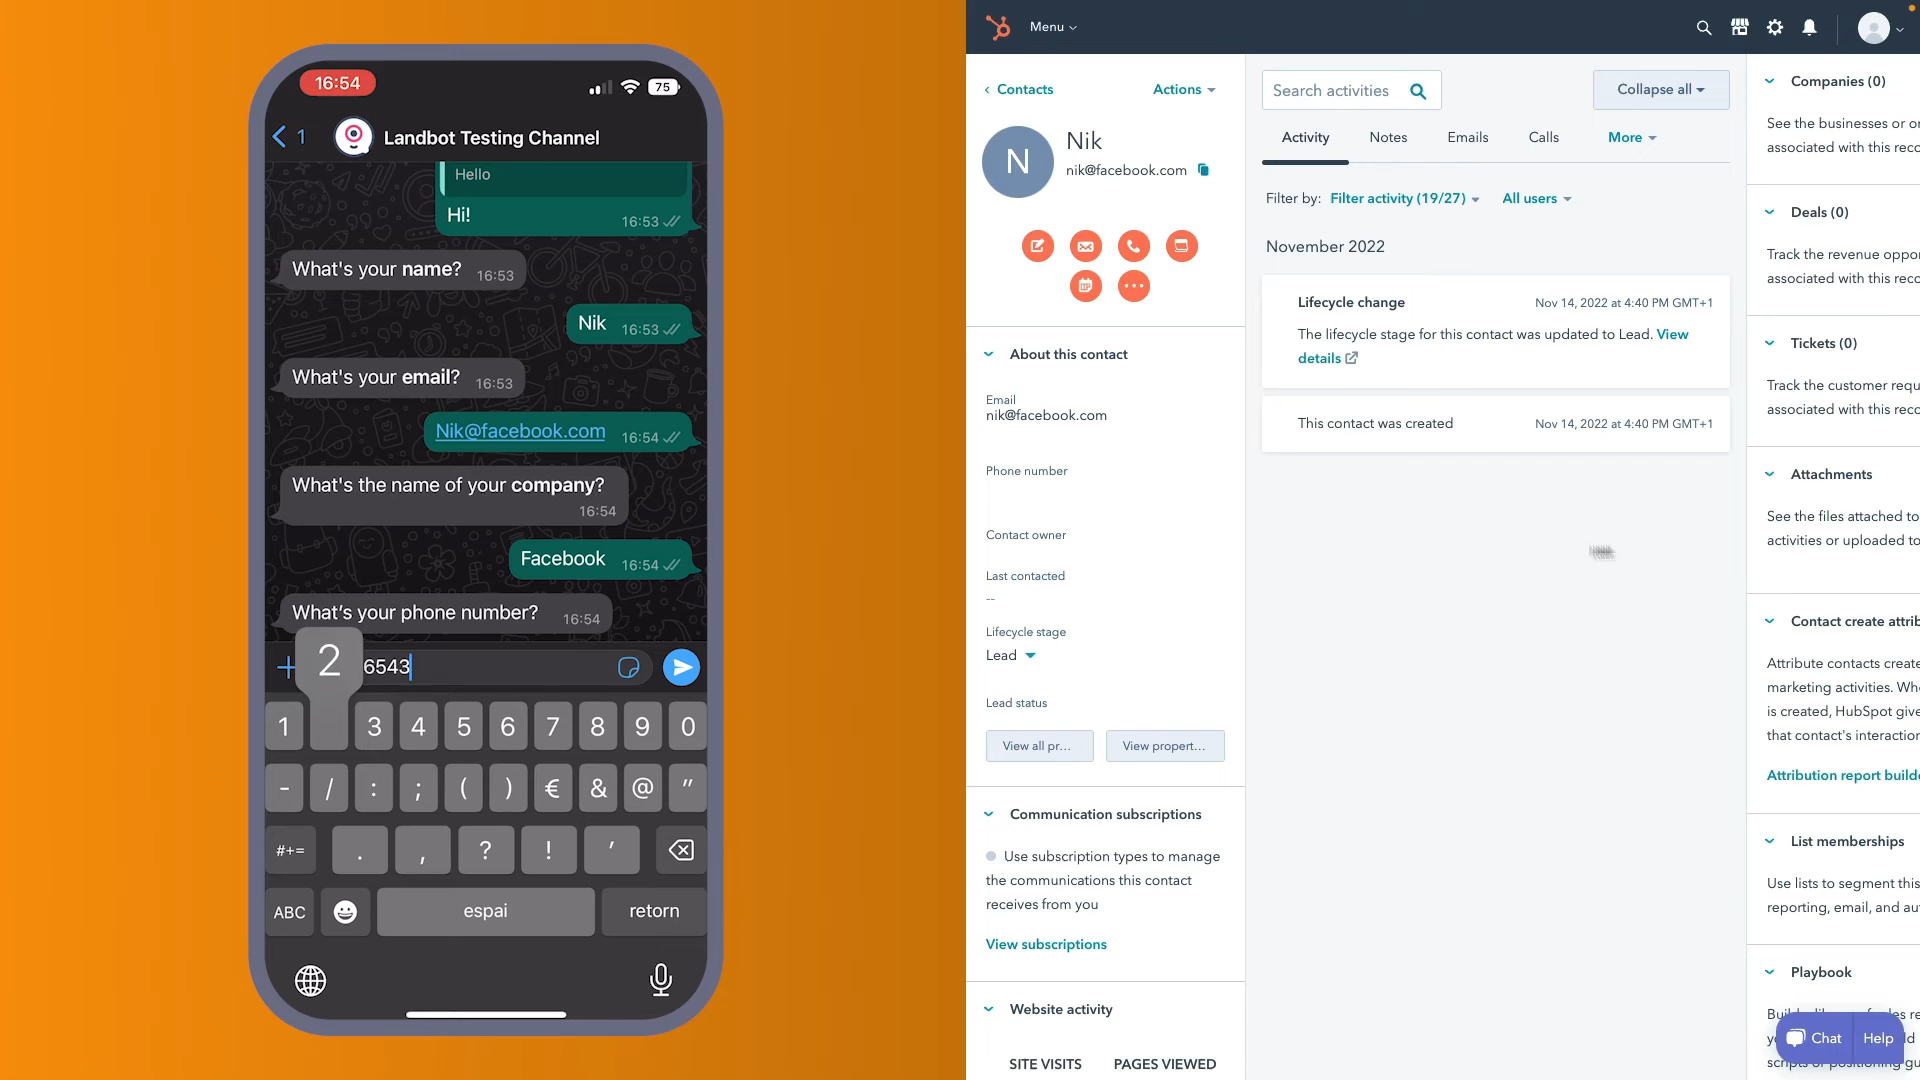 16:54
75
1
Landbot Testing Channel
Hello
Hi!
16:53
What's your name?
16:53
Nik
16:53
What's your email?
16:53
Nik@facebook.com
16:54
What's the name of your company?
16:54
Facebook
16:54
What's your phone number?
16:54
2
6543
1 3 4 5 6 7 8 9 0
- / : ; ( ) € & @ "
#+= . , ? ! '
ABC
espai
retorn
Menu
Contacts
Actions
N
Nik
nik@facebook.com
About this contact
Email
nik@facebook.com
Phone number
Contact owner
Last contacted
--
Lifecycle stage
Lead
Lead status
View all pr...
View propert...
Communication subscriptions
Use subscription types to manage
the communications this contact
receives from you
View subscriptions
Website activity
SITE VISITS
PAGES VIEWED
Search activities
Collapse all
Activity
Notes
Emails
Calls
More
Filter by:
Filter activity (19/27)
All users
November 2022
Lifecycle change
Nov 14, 2022 at 4:40 PM GMT+1
The lifecycle stage for this contact was updated to Lead. View
details
This contact was created
Nov 14, 2022 at 4:40 PM GMT+1
Companies (0)
See the businesses or or
associated with this reco
Deals (0)
Track the revenue oppor
associated with this reco
Tickets (0)
Track the customer requ
associated with this reco
Attachments
See the files attached to
activities or uploaded to
Contact create attrib
Attribute contacts create
marketing activities. Whe
is created, HubSpot give
that contact's interaction
Attribution report builde
List memberships
Use lists to segment this
reporting, email, and aut
Playbook
Chat
Help